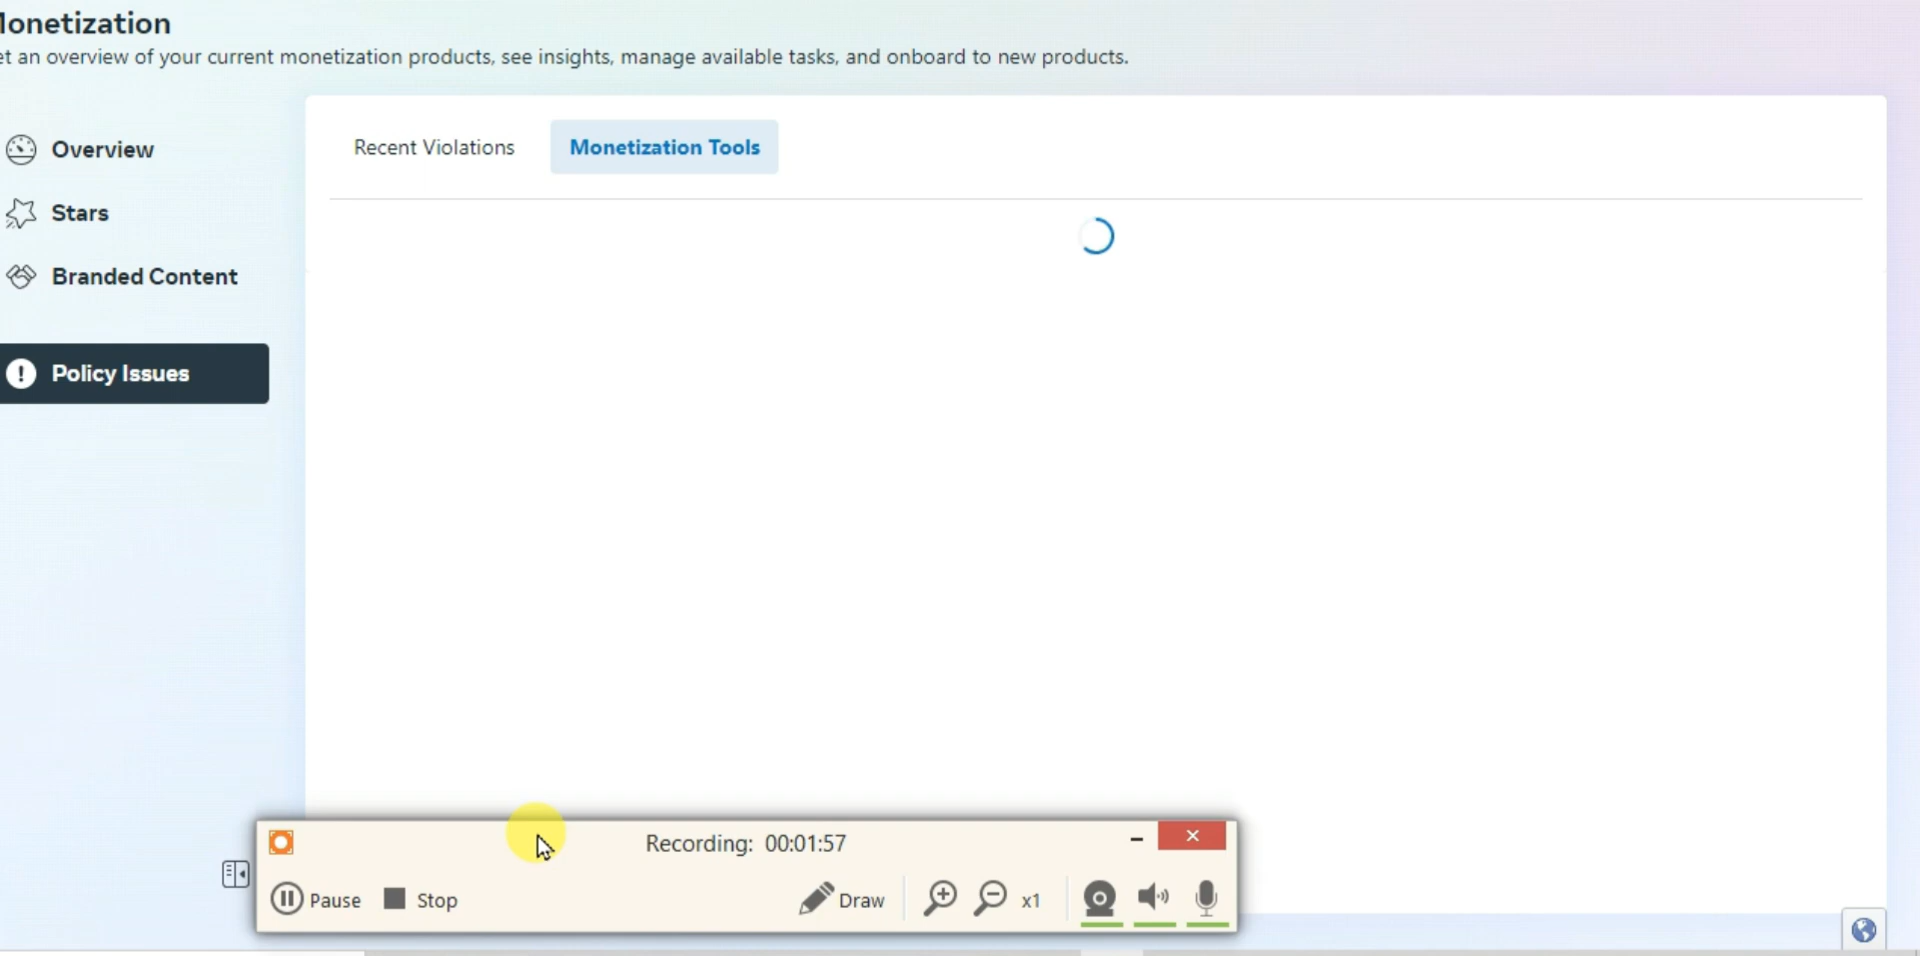 Monetization
et an overview of your current monetization products, see insights, manage available tasks, and onboard to new products.
Overview
Stars
Branded Content
Policy Issues
Recent Violations
Monetization Tools
Recording: 00:01:57
Pause
Stop
Draw
x1